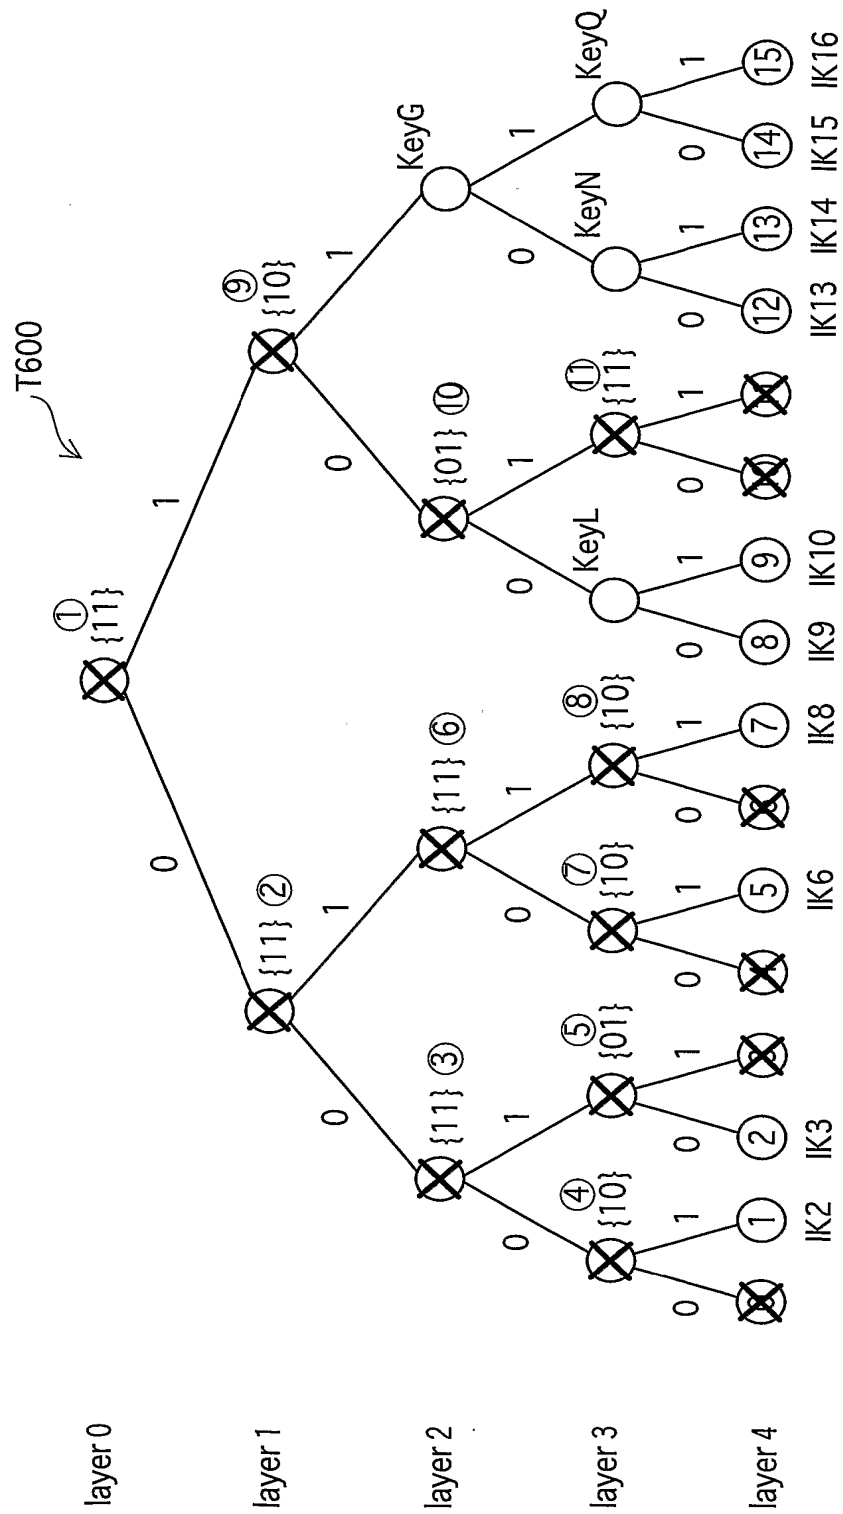 T600
layer 0
① {11}
0 1
layer 1
{11} ②
⑨ {10}
0 1 0 1
layer 2
{11} ③
{11} ⑥
{01} ⑩
KeyG
0 1 0 1 0 1 0 1
layer 3
④ {10}
⑤ {01}
⑦ {10}
⑧ {10}
KeyL
⑪ {11}
KeyN
KeyQ
0 1 0 1 0 1 0 1 0 1 0 1 0 1 0 1
layer 4
1 2 5 7 8 9 12 13 14 15
IK2 IK3 IK6 IK8 IK9 IK10 IK13 IK14 IK15 IK16